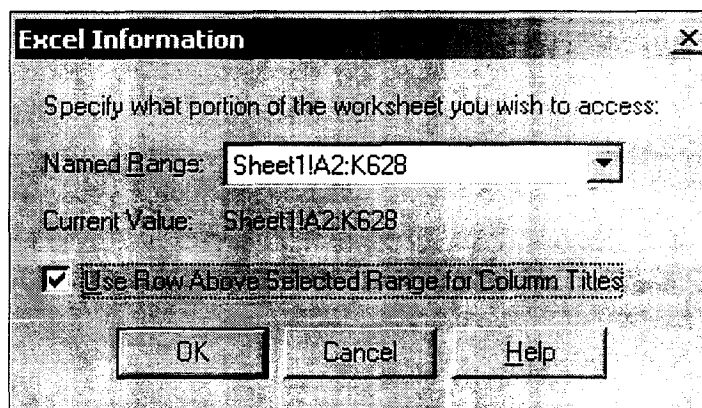 Excel Information
Specify what portion of the worksheet you wish to access:
Named Range: Sheet1!A2:K628
Current Value: Sheet1!A2:K628
Use Row Above Selected Range for Column Titles
OK Cancel Help